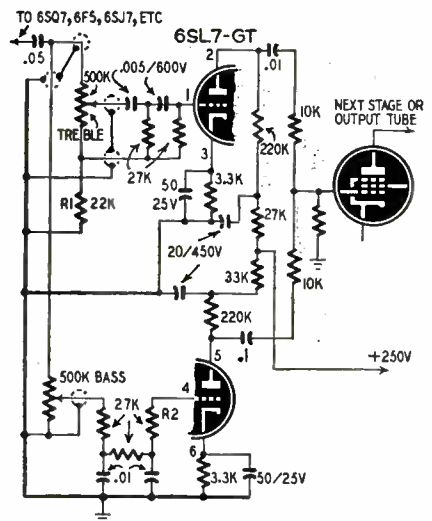 TO 6SQ7, 6F5, 6SJ7, ETC
6SL7-GT
.05
500K
.005/600V
2
.01
1
10K
NEXT STAGE OR
OUTPUT TUBE
TREBLE
220K
3
27K
50
25V
3.3K
R1
22K
27K
20/450V
33K
10K
220K
5
.1
+250V
500K BASS
4
27K
R2
6
.01
3.3K
50/25V